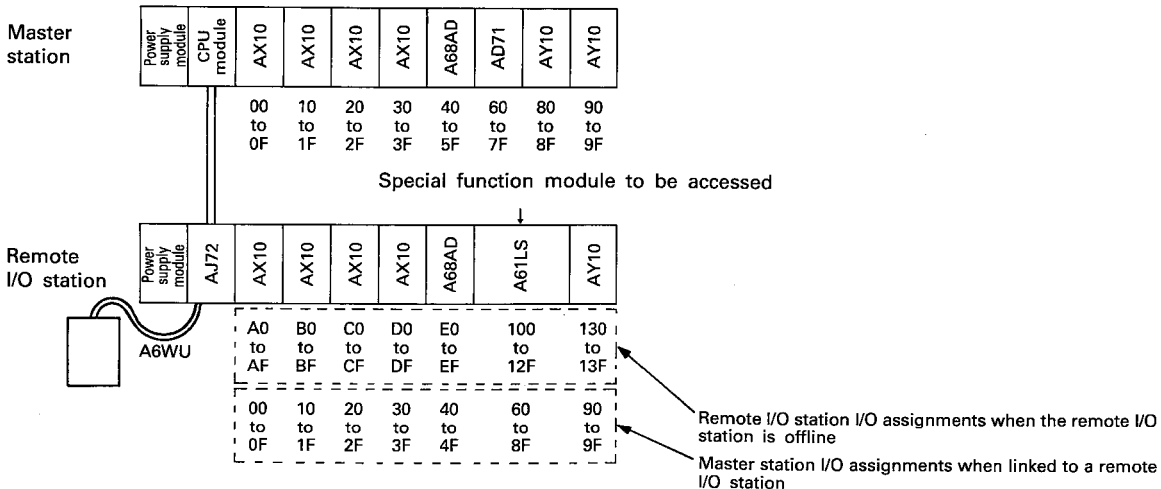 Master
station
Power
supply
module
CPU
module
AX10
AX10
AX10
AX10
A68AD
AD71
AY10
AY10
00 10 20 30 40 60 80 90
to to to to to to to to
0F 1F 2F 3F 5F 7F 8F 9F
Special function module to be accessed
Remote
I/O station
Power
supply
module
AJ72
AX10
AX10
AX10
AX10
A68AD
A61LS
AY10
A6WU
A0 B0 C0 D0 E0 100 130
to to to to to to to
AF BF CF DF EF 12F 13F
00 10 20 30 40 60 90
to to to to to to to
0F 1F 2F 3F 4F 8F 9F
Remote I/O station I/O assignments when the remote I/O
station is offline
Master station I/O assignments when linked to a remote
I/O station